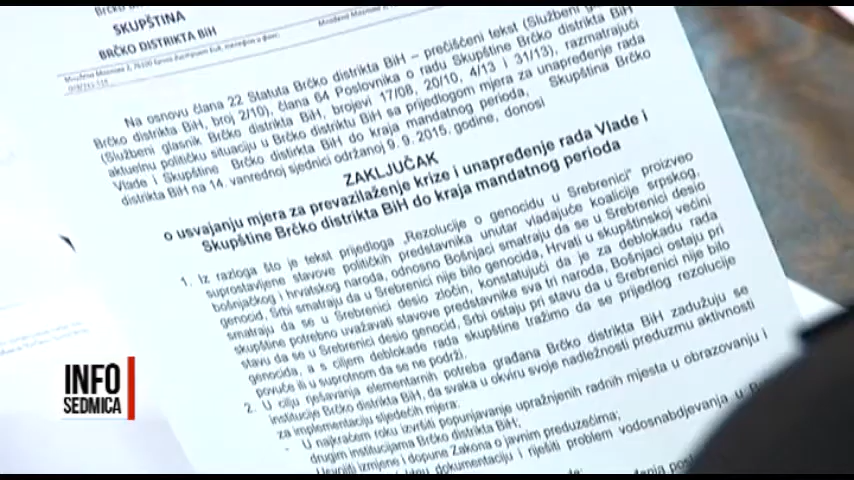 SKUPŠTINA
BRČKO DISTRIKTA BIH
Na osnovu člana 22 Statuta Brčko distrikta BiH – prečišćeni tekst (Službeni
Brčko distrikta BiH, broj 2/10), člana 64 Poslovnika o radu Skupštine Brčko distrikta BiH
(Službeni glasnik Brčko distrikta BiH, brojevi 17/08, 20/10, 4/13 i 31/13), razmatrajući
aktuelnu političku situaciju u Brčko distriktu BiH sa prijedlogom mjera za unapređenje rada
Vlade i Skupštine Brčko distirkta BiH do kraja mandatnog perioda, Skupština Brčko
distrikta BiH na 14. vanrednoj sjednici održanoj 9. 9. 2015. godine, donosi
ZAKLJUČAK
o usvajanju mjera za prevazilaženje krize i unapređenje rada Vlade i
Skupštine Brčko distrikta BiH do kraja mandatnog perioda
1. Iz razloga što je tekst prijedloga „Rezolucije o genocidu u Srebrenici" proizveo
suprostavljene stavove političkih predstavnika unutar vladajuće koalicije srpskog,
bošnjačkog i hrvatskog naroda, odnosno Bošnjaci smatraju da se u Srebrenici desio
genocid, Srbi smatraju da u Srebrenici nije bilo genocida, Hrvati u skupštinskoj većini
smatraju da se u Srebrenici desio zločin, konstatujući da je za deblokadu rada
skupštine potrebno uvažavati stavove predstavnike sva tri naroda, Bošnjaci ostaju pri
stavu da se u Srebrenici desio genocid, Srbi ostaju pri stavu da u Srebrenici nije bilo
genocida, a s ciljem deblokade rada skupštine tražimo da se prijedlog rezolucije
povuče ili u suprotnom da se ne podrži.
2. U cilju rješavanja elementarnih potreba građana Brčko distrikta BiH zadužuju se
institucije Brčko distrikta BiH, da svaka u okviru svoje nadležnosti preduzmu aktivnosti
za implementaciju sljedećih mjera:
- U najkraćem roku izvršiti popunjavanje upražnjenih radnih mjesta u obrazovanju i
drugim institucijama Brčko distrikta BiH;
Usvojiti izmjene i dopune Zakona o javnim preduzećima;
dokumentaciju i riješiti problem vodosnabdjevanja u
INFO
SEDMICA